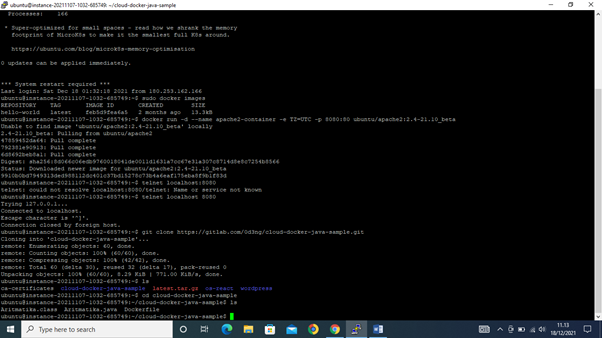 ubuntu@instance-20211107-1032-685749: ~/cloud-docker-java-sample
Processes: 166
* Super-optimized for small spaces - read how we shrank the memory
footprint of MicroK8s to make it the smallest full K8s around.
https://ubuntu.com/blog/microk8s-memory-optimisation
0 updates can be applied immediately.
*** System restart required ***
Last login: Sat Dec 18 01:32:18 2021 from 180.253.162.166
ubuntu@instance-20211107-1032-685749:~$ sudo docker images
REPOSITORY TAG IMAGE ID CREATED SIZE
hello-world latest feb5d9fea6a5 2 months ago 13.3kB
ubuntu@instance-20211107-1032-685749:~$ docker run -d --name apache2-container -e TZ=UTC -p 8080:80 ubuntu/apache2:2.4-21.10_beta
Unable to find image 'ubuntu/apache2:2.4-21.10_beta' locally
2.4-21.10_beta: Pulling from ubuntu/apache2
47859452da64: Pull complete
792381e90913: Pull complete
6d8692beb8a1: Pull complete
Status: Downloaded newer image for ubuntu/apache2:2.4-21.10_beta
ubuntu@instance-20211107-1032-685749:~$ telnet localhost:8080
telnet: could not resolve localhost:8080/telnet: Name or service not known
ubuntu@instance-20211107-1032-685749:~$ telnet localhost 8080
Trying 127.0.0.1...
Connected to localhost.
Escape character is '^]'.
Connection closed by foreign host.
ubuntu@instance-20211107-1032-685749:~$ git clone https://gitlab.com/0d3ng/cloud-docker-java-sample.git
Cloning into 'cloud-docker-java-sample'...
remote: Enumerating objects: 60, done.
remote: Counting objects: 100% (60/60), done.
remote: Compressing objects: 100% (42/42), done.
remote: Total 60 (delta 30), reused 32 (delta 17), pack-reused 0
Unpacking objects: 100% (60/60), 8.29 KiB | 771.00 KiB/s, done.
ubuntu@instance-20211107-1032-685749:~$ ls
ca-certificates cloud-docker-java-sample latest.tar.gz os-react wordpress
ubuntu@instance-20211107-1032-685749:~$ cd cloud-docker-java-sample
ubuntu@instance-20211107-1032-685749:~/cloud-docker-java-sample$ ls
Aritmatika.class Aritmatika.java Dockerfile
ubuntu@instance-20211107-1032-685749:~/cloud-docker-java-sample$
Type here to search
11.13
18/12/2021